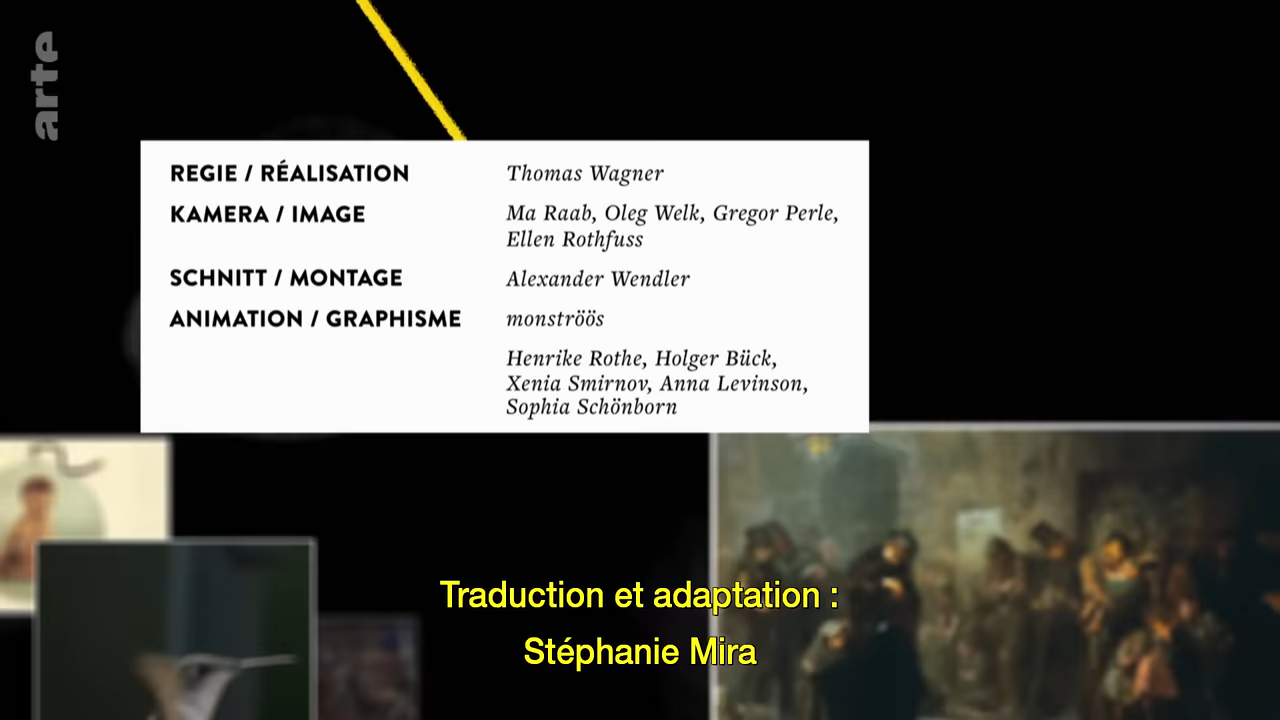 arte
REGIE / RÉALISATION Thomas Wagner
KAMERA / IMAGE Ma Raab, Oleg Welk, Gregor Perle,
Ellen Rothfuss
SCHNITT / MONTAGE Alexander Wendler
ANIMATION / GRAPHISME monströös
Henrike Rothe, Holger Bück,
Xenia Smirnov, Anna Levinson,
Sophia Schönborn
Traduction et adaptation :
Stéphanie Mira